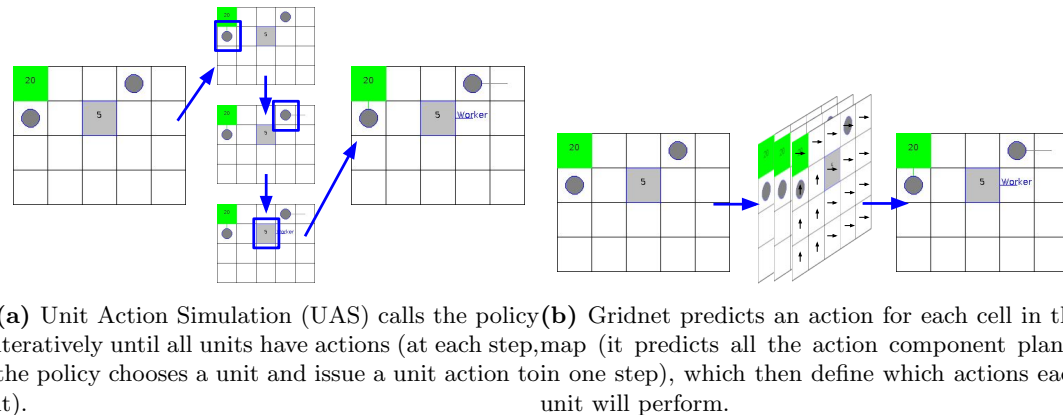 20
5
20
5
20
5
20
5
Worker
20
5
Worker
20
5
20
5
Worker
(a) Unit Action Simulation (UAS) calls the policy
iteratively until all units have actions (at each step,
the policy chooses a unit and issue a unit action to
it).
(b) Gridnet predicts an action for each cell in th
map (it predicts all the action component plan
in one step), which then define which actions eac
unit will perform.